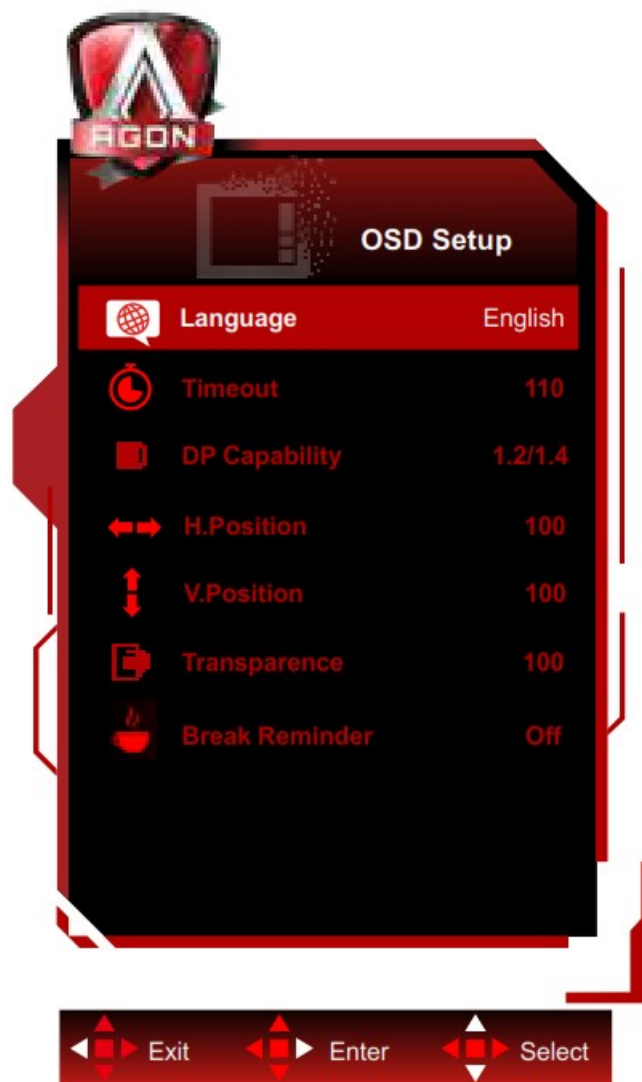 AGON
OSD Setup
Language English
Timeout 110
DP Capability 1.2/1.4
H.Position 100
V.Position 100
Transparence 100
Break Reminder Off
Exit Enter Select